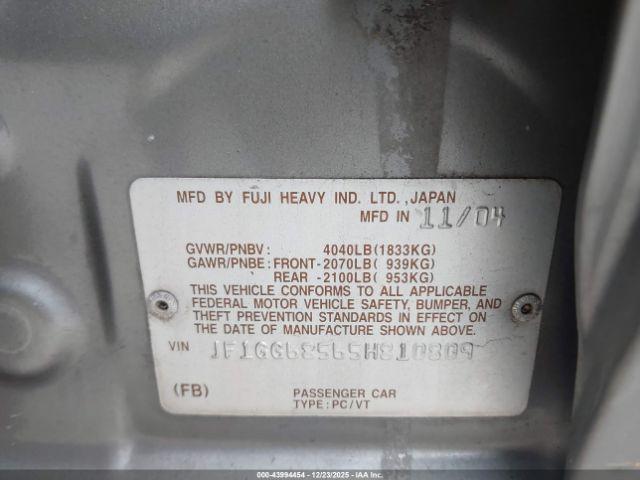 MFD BY FUJI HEAVY IND. LTD.,JAPAN
MFD IN 11/04
GVWR/PNBV: 4040LB(1833KG)
GAWR/PNBE: FRONT-2070LB( 939KG)
REAR -2100LB( 953KG)
THIS VEHICLE CONFORMS TO ALL APPLICABLE
FEDERAL MOTOR VEHICLE SAFETY, BUMPER, AND
THEFT PREVENTION STANDARDS IN EFFECT ON
THE DATE OF MANUFACTURE SHOWN ABOVE.
VIN JF1GG68565H810809
(FB) PASSENGER CAR
TYPE: PC/VT
000-43994454 - 12/23/2025 - IAA Inc.